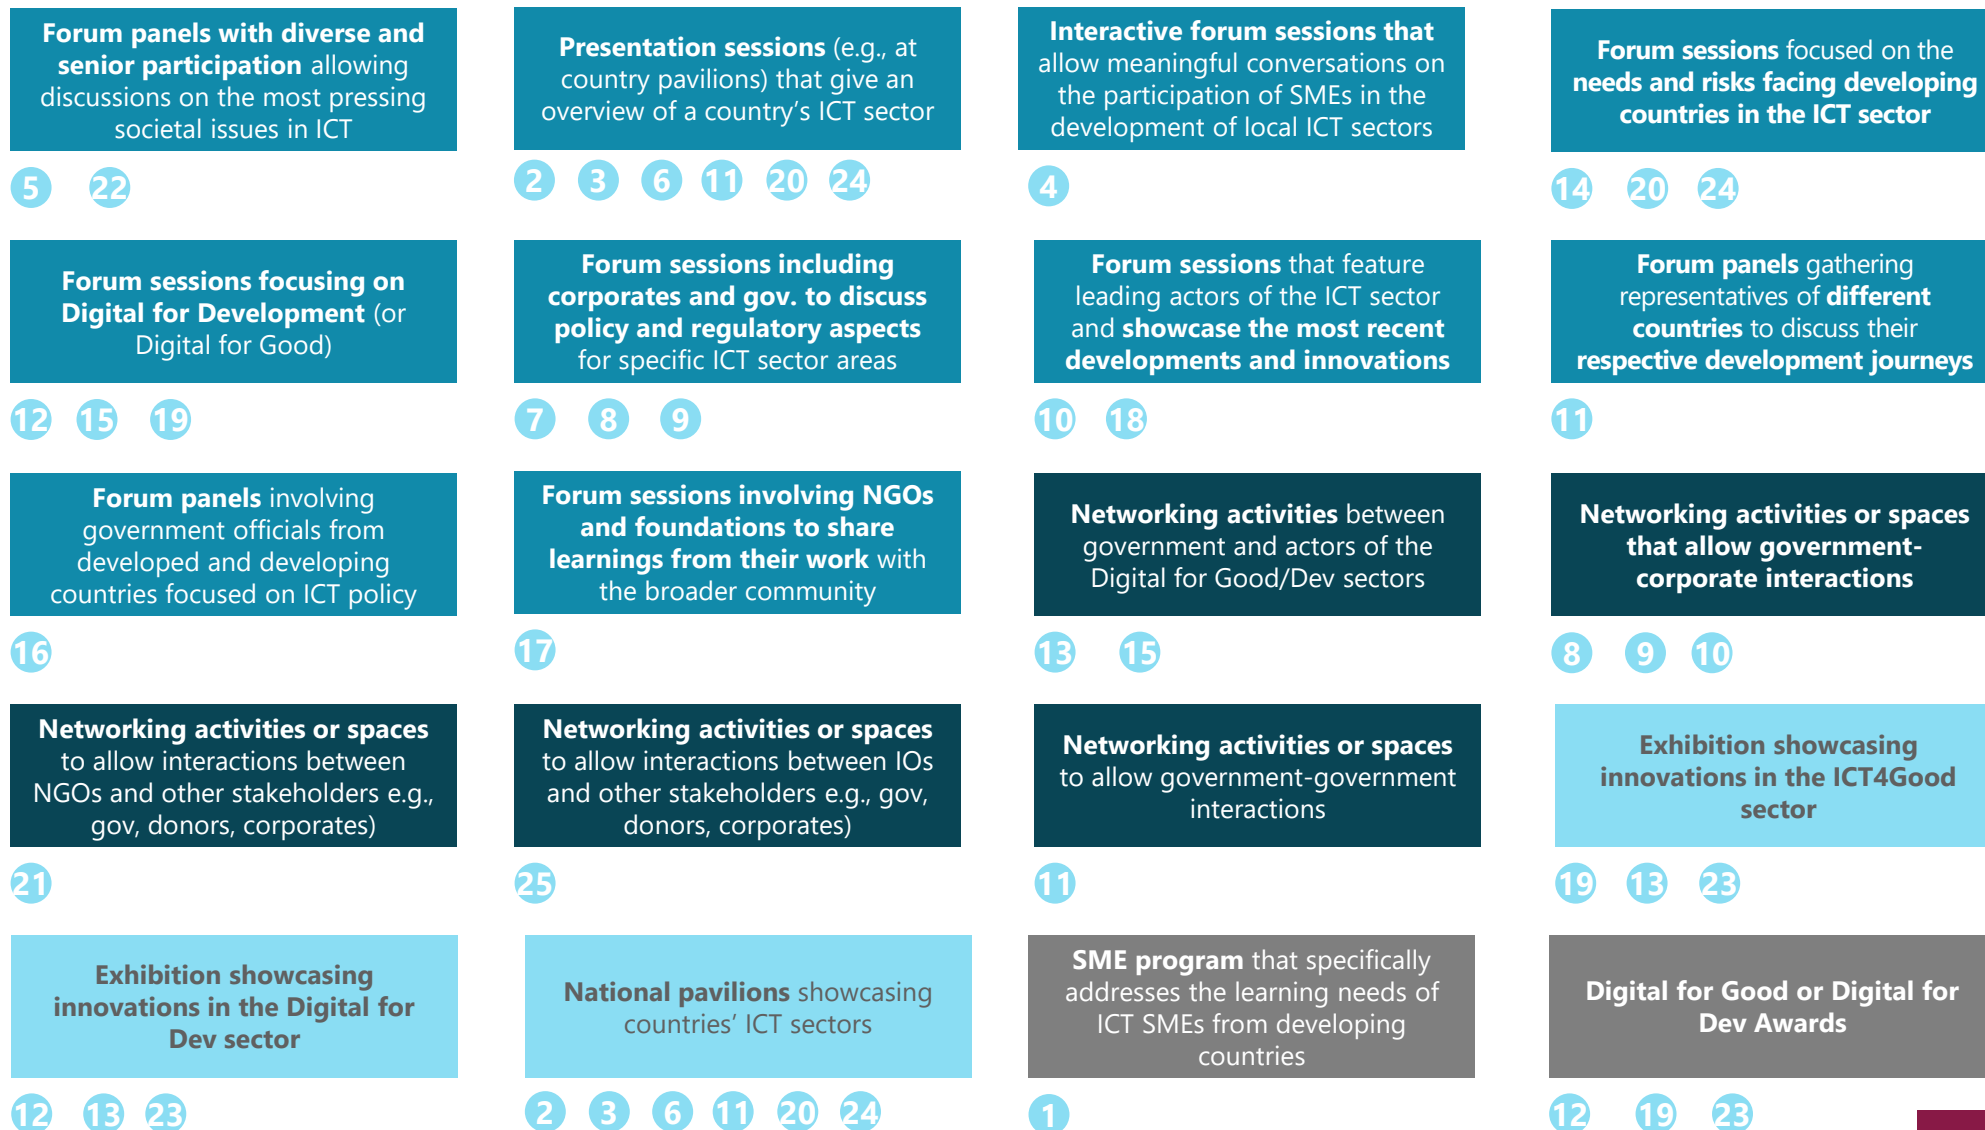 Forum panels with diverse and
senior participation allowing
discussions on the most pressing
societal issues in ICT
5 22
Presentation sessions (e.g., at
country pavilions) that give an
overview of a country's ICT sector
2 3 6 11 20 24
Interactive forum sessions that
allow meaningful conversations on
the participation of SMEs in the
development of local ICT sectors
4
Forum sessions focused on the
needs and risks facing developing
countries in the ICT sector
14 20 24
Forum sessions focusing on
Digital for Development (or
Digital for Good)
12 15 19
Forum sessions including
corporates and gov. to discuss
policy and regulatory aspects
for specific ICT sector areas
7 8 9
Forum sessions that feature
leading actors of the ICT sector
and showcase the most recent
developments and innovations
10 18
Forum panels gathering
representatives of different
countries to discuss their
respective development journeys
11
Forum panels involving
government officials from
developed and developing
countries focused on ICT policy
16
Forum sessions involving NGOs
and foundations to share
learnings from their work with
the broader community
17
Networking activities between
government and actors of the
Digital for Good/Dev sectors
13 15
Networking activities or spaces
that allow government-
corporate interactions
8 9 10
Networking activities or spaces
to allow interactions between
NGOs and other stakeholders e.g.,
gov, donors, corporates)
21
Networking activities or spaces
to allow interactions between IOs
and other stakeholders e.g., gov,
donors, corporates)
25
Networking activities or spaces
to allow government-government
interactions
11
Exhibition showcasing
innovations in the ICT4Good
sector
19 13 23
Exhibition showcasing
innovations in the Digital for
Dev sector
12 13 23
National pavilions showcasing
countries' ICT sectors
2 3 6 11 20 24
SME program that specifically
addresses the learning needs of
ICT SMEs from developing
countries
1
Digital for Good or Digital for
Dev Awards
12 19 23